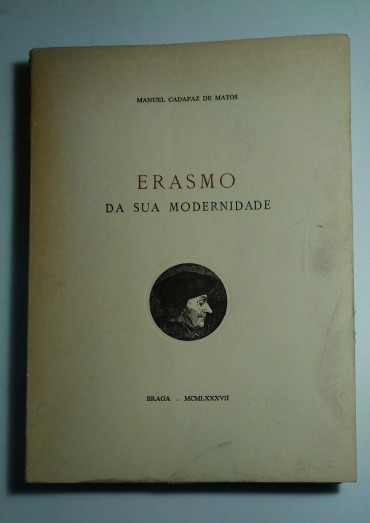 MANUEL CADAFAZ DE MATOS
ERASMO
DA SUA MODERNIDADE
BRAGA . MCMLXXXVII